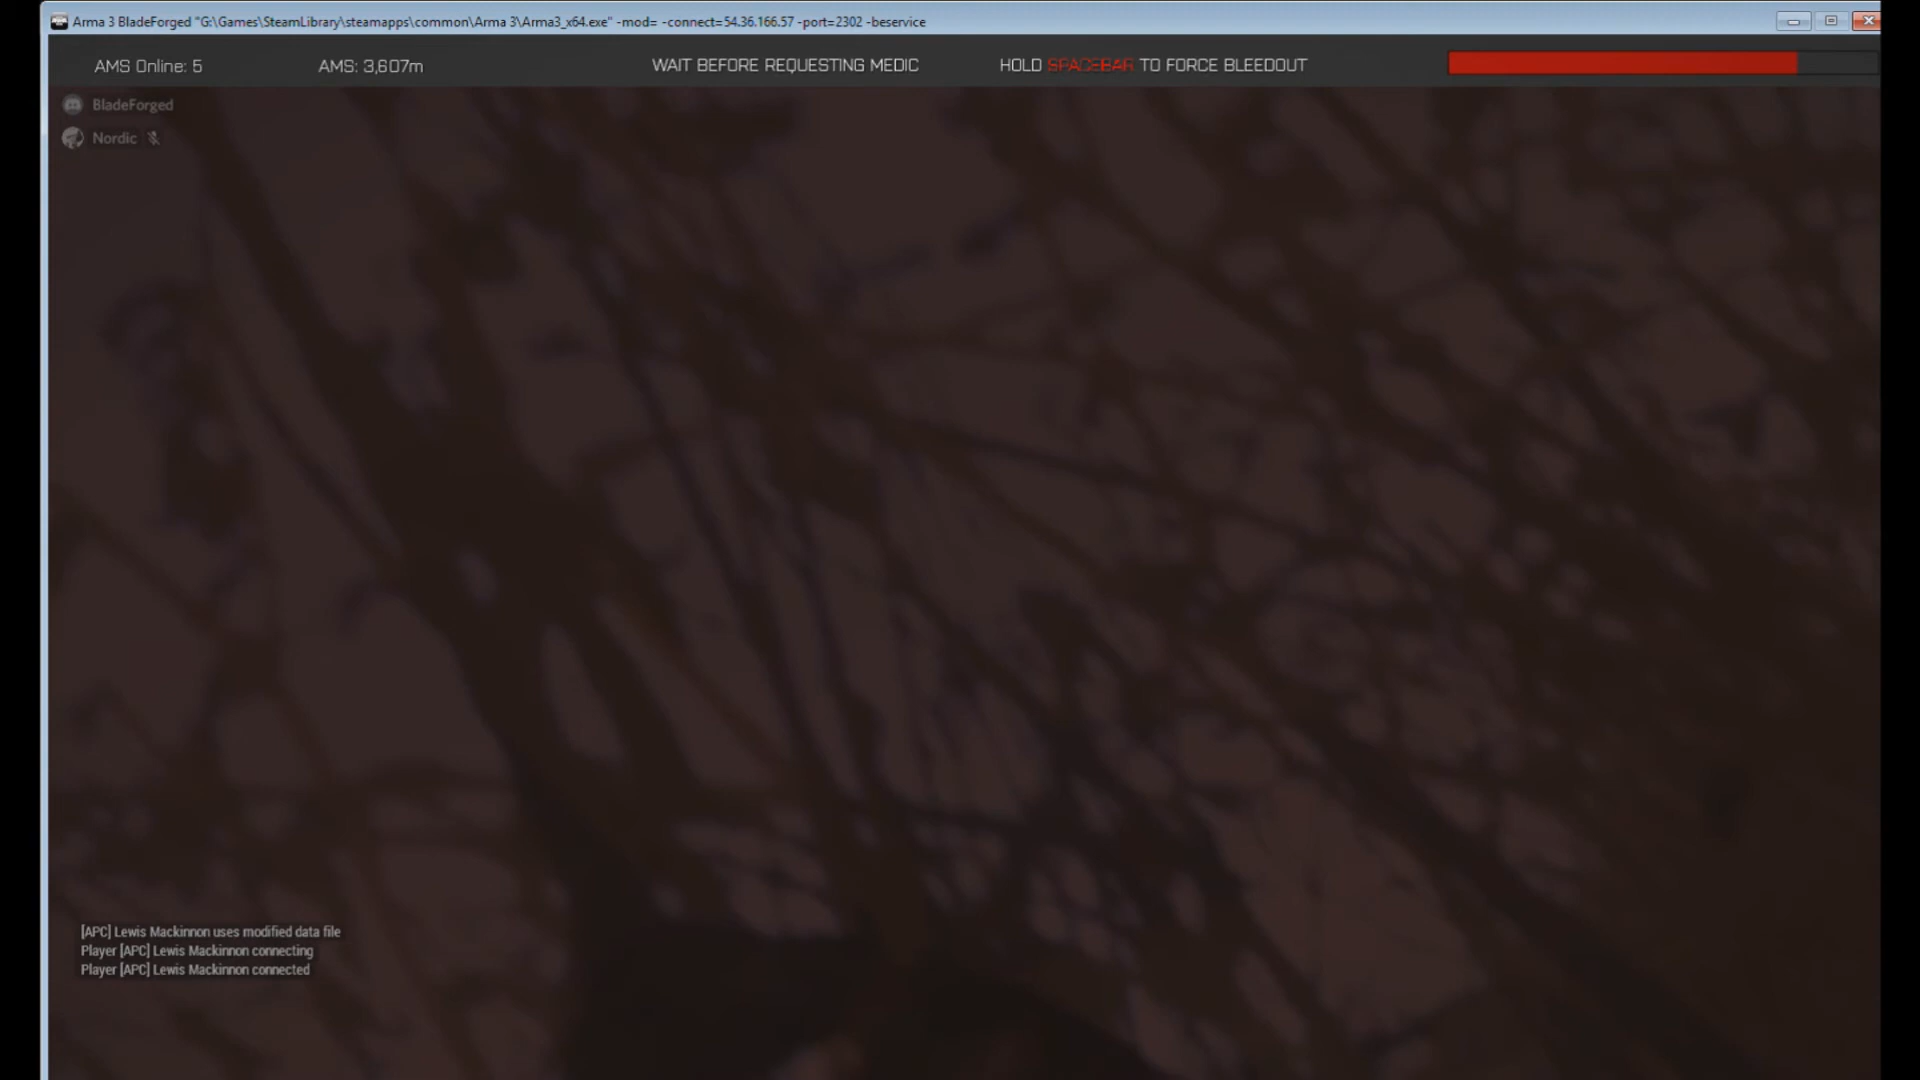 Arma 3 BladeForged "G:\Games\SteamLibrary\steamapps\common\Arma 3\Arma3_x64.exe" -mod= -connect=54.36.166.57 -port=2302 -beservice
AMS Online: 5 AMS: 3,607m WAIT BEFORE REQUESTING MEDIC HOLD SPACEBAR TO FORCE BLEEDOUT
BladeForged
Nordic
[APC] Lewis Mackinnon uses modified data file
Player [APC] Lewis Mackinnon connecting
Player [APC] Lewis Mackinnon connected